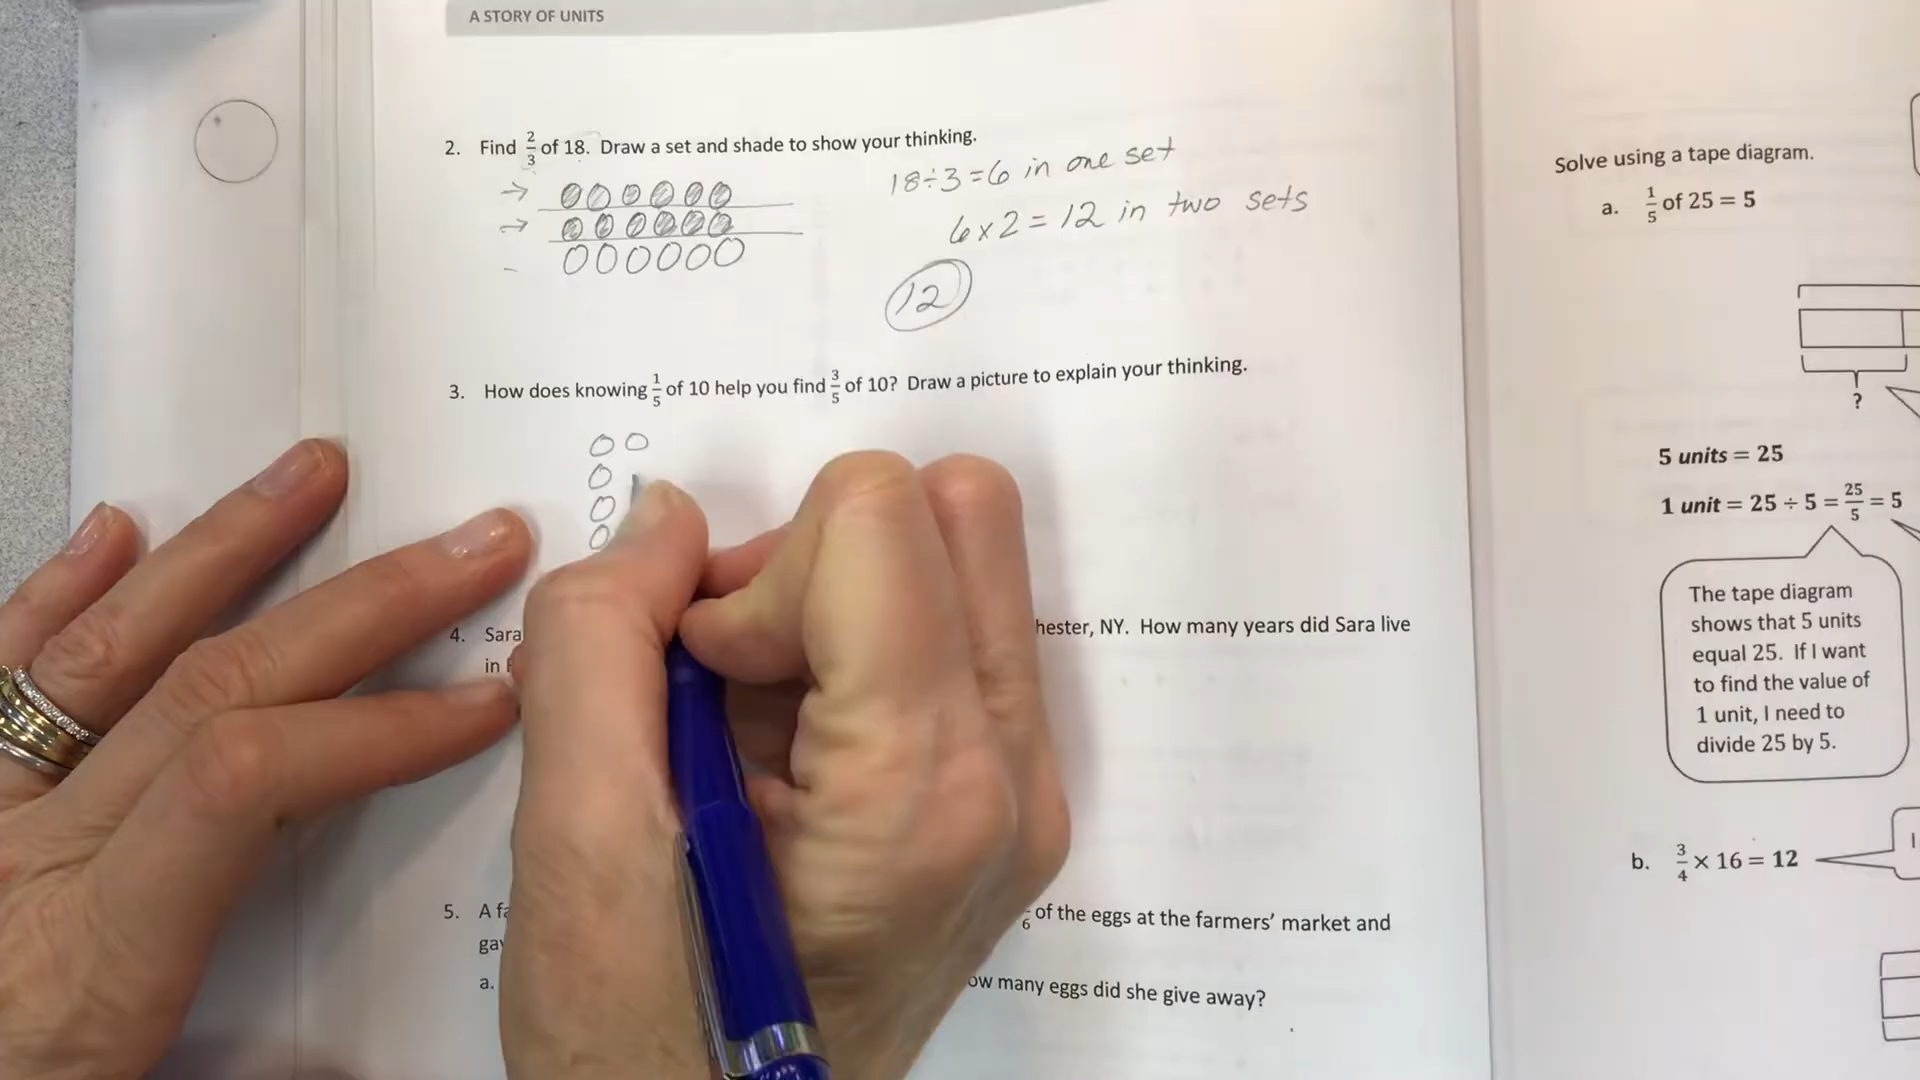 A STORY OF UNITS
2. Find 2/3 of 18. Draw a set and shade to show your thinking.
18÷3=6 in one set
6x2=12 in two sets
12
3. How does knowing 1/5 of 10 help you find 3/5 of 10? Draw a picture to explain your thinking.
4. Sara hester, NY. How many years did Sara live
in
5. A fa 6 of the eggs at the farmers' market and
gav
a. ow many eggs did she give away?
Solve using a tape diagram.
a. 1/5 of 25 = 5
?
5 units = 25
1 unit = 25 ÷ 5 = 25/5 = 5
The tape diagram
shows that 5 units
equal 25. If I want
to find the value of
1 unit, I need to
divide 25 by 5.
b. 3/4 × 16 = 12